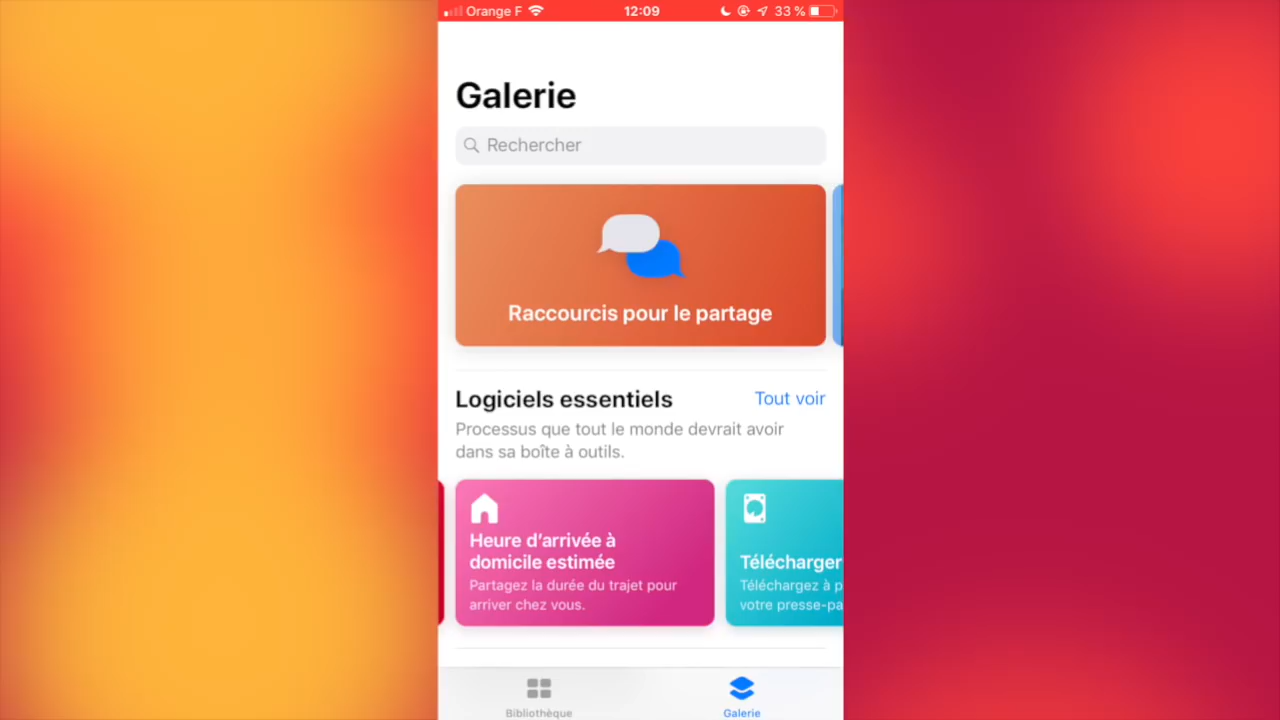 Orange F 12:09 33 %
Galerie
Rechercher
Raccourcis pour le partage
Logiciels essentiels Tout voir
Processus que tout le monde devrait avoir
dans sa boîte à outils.
Heure d'arrivée à
domicile estimée
Partagez la durée du trajet pour
arriver chez vous.
Télécharger
Téléchargez à p
votre presse-pa
Bibliothèque Galerie